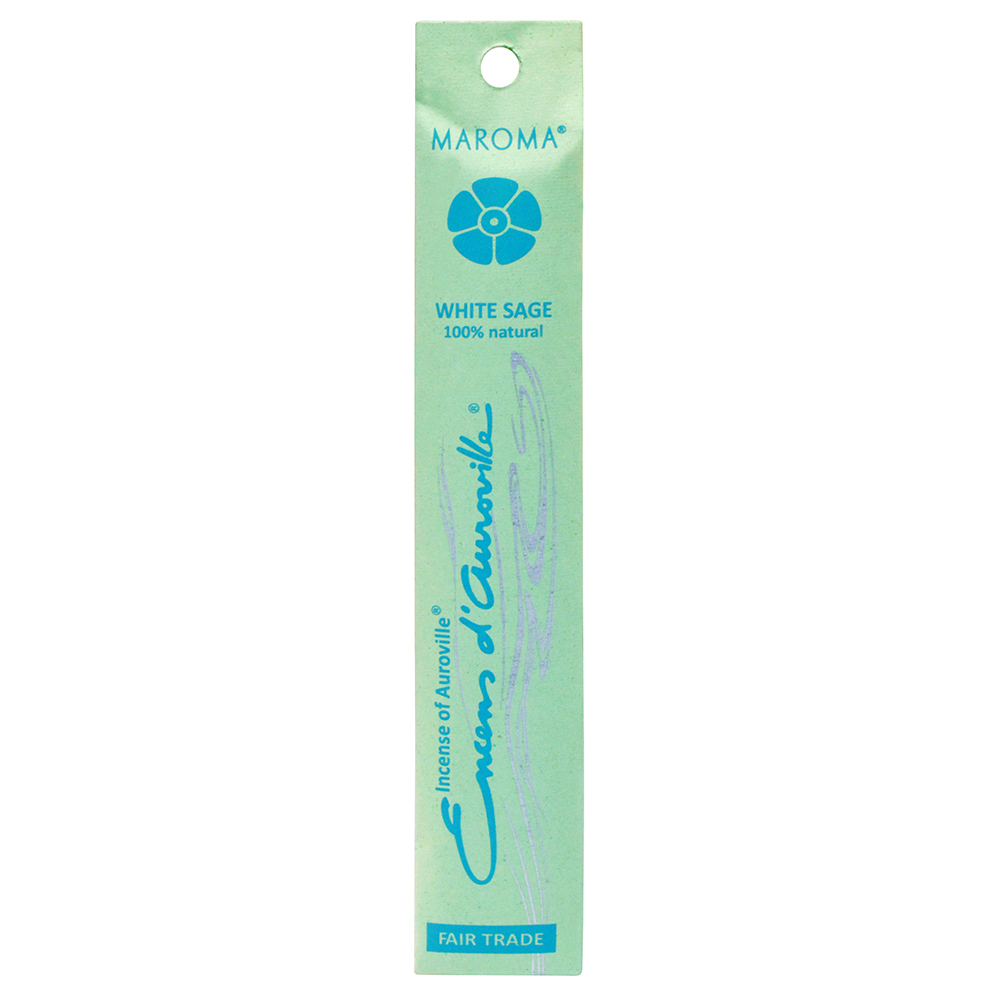 MAROMA®
WHITE SAGE
100% natural
Incense of Auroville®
Encens d'Auroville®
FAIR TRADE